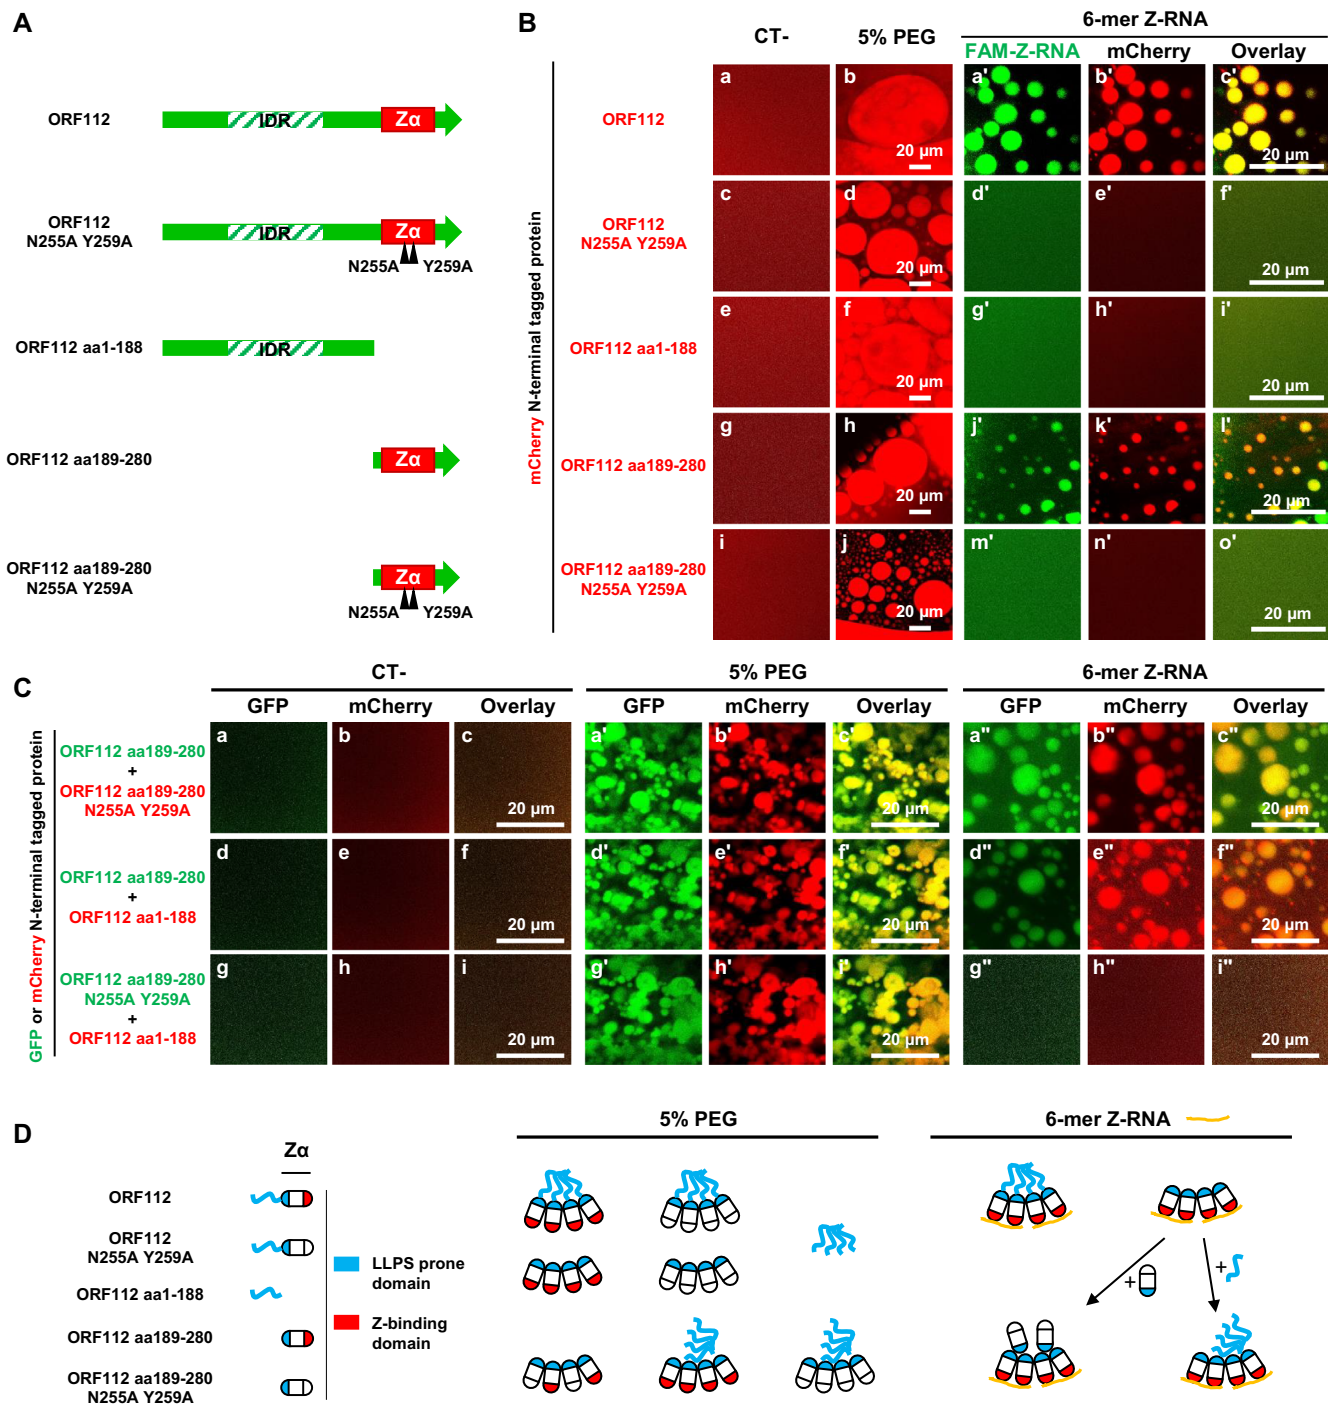 A
ORF112
IDR
Zα
ORF112
N255A Y259A
IDR
Zα
N255A
Y259A
ORF112 aa1-188
IDR
ORF112 aa189-280
Zα
ORF112 aa189-280
N255A Y259A
Zα
N255A
Y259A
B
CT-
5% PEG
6-mer Z-RNA
FAM-Z-RNA
mCherry
Overlay
mCherry N-terminal tagged protein
ORF112
a
b
20 µm
a'
b'
c'
20 µm
ORF112
N255A Y259A
c
d
20 µm
d'
e'
f'
20 µm
ORF112 aa1-188
e
f
20 µm
g'
h'
i'
20 µm
ORF112 aa189-280
g
h
20 µm
j'
k'
l'
20 µm
ORF112 aa189-280
N255A Y259A
i
j
20 µm
m'
n'
o'
20 µm
C
CT-
5% PEG
6-mer Z-RNA
GFP
mCherry
Overlay
GFP
mCherry
Overlay
GFP
mCherry
Overlay
GFP or mCherry N-terminal tagged protein
ORF112 aa189-280
+
ORF112 aa189-280
N255A Y259A
a
b
c
20 µm
a'
b'
c'
20 µm
a"
b"
c"
20 µm
ORF112 aa189-280
+
ORF112 aa1-188
d
e
f
20 µm
d'
e'
f'
20 µm
d"
e"
f"
20 µm
ORF112 aa189-280
N255A Y259A
+
ORF112 aa1-188
g
h
i
20 µm
g'
h'
i'
20 µm
g"
h"
i"
20 µm
D
Zα
ORF112
ORF112
N255A Y259A
ORF112 aa1-188
ORF112 aa189-280
ORF112 aa189-280
N255A Y259A
LLPS prone
domain
Z-binding
domain
5% PEG
6-mer Z-RNA
+
+